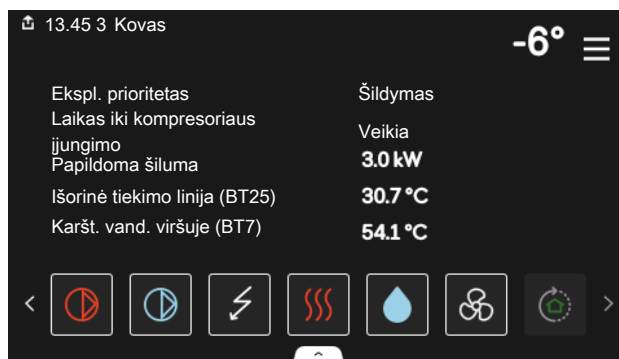 13.45 3 Kovas
-6°
Ekspl. prioritetas Šildymas
Laikas iki kompresoriaus
įjungimo Veikia
Papildoma šiluma 3.0 kW
Išorinė tiekimo linija (BT25) 30.7 °C
Karšt. vand. viršuje (BT7) 54.1 °C